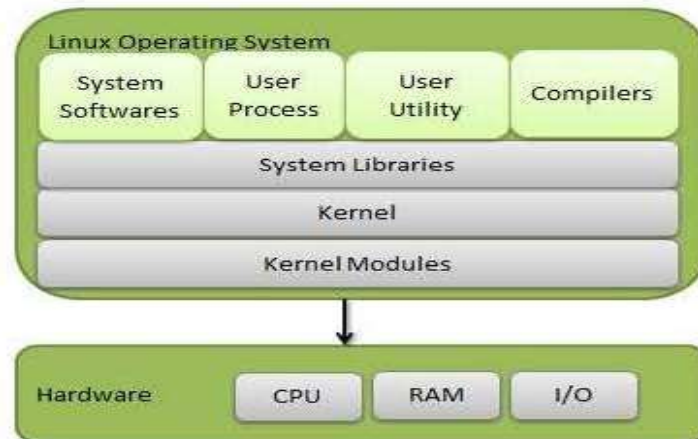 Linux Operating System
System Softwares
User Process
User Utility
Compilers
System Libraries
Kernel
Kernel Modules
Hardware
CPU
RAM
I/O